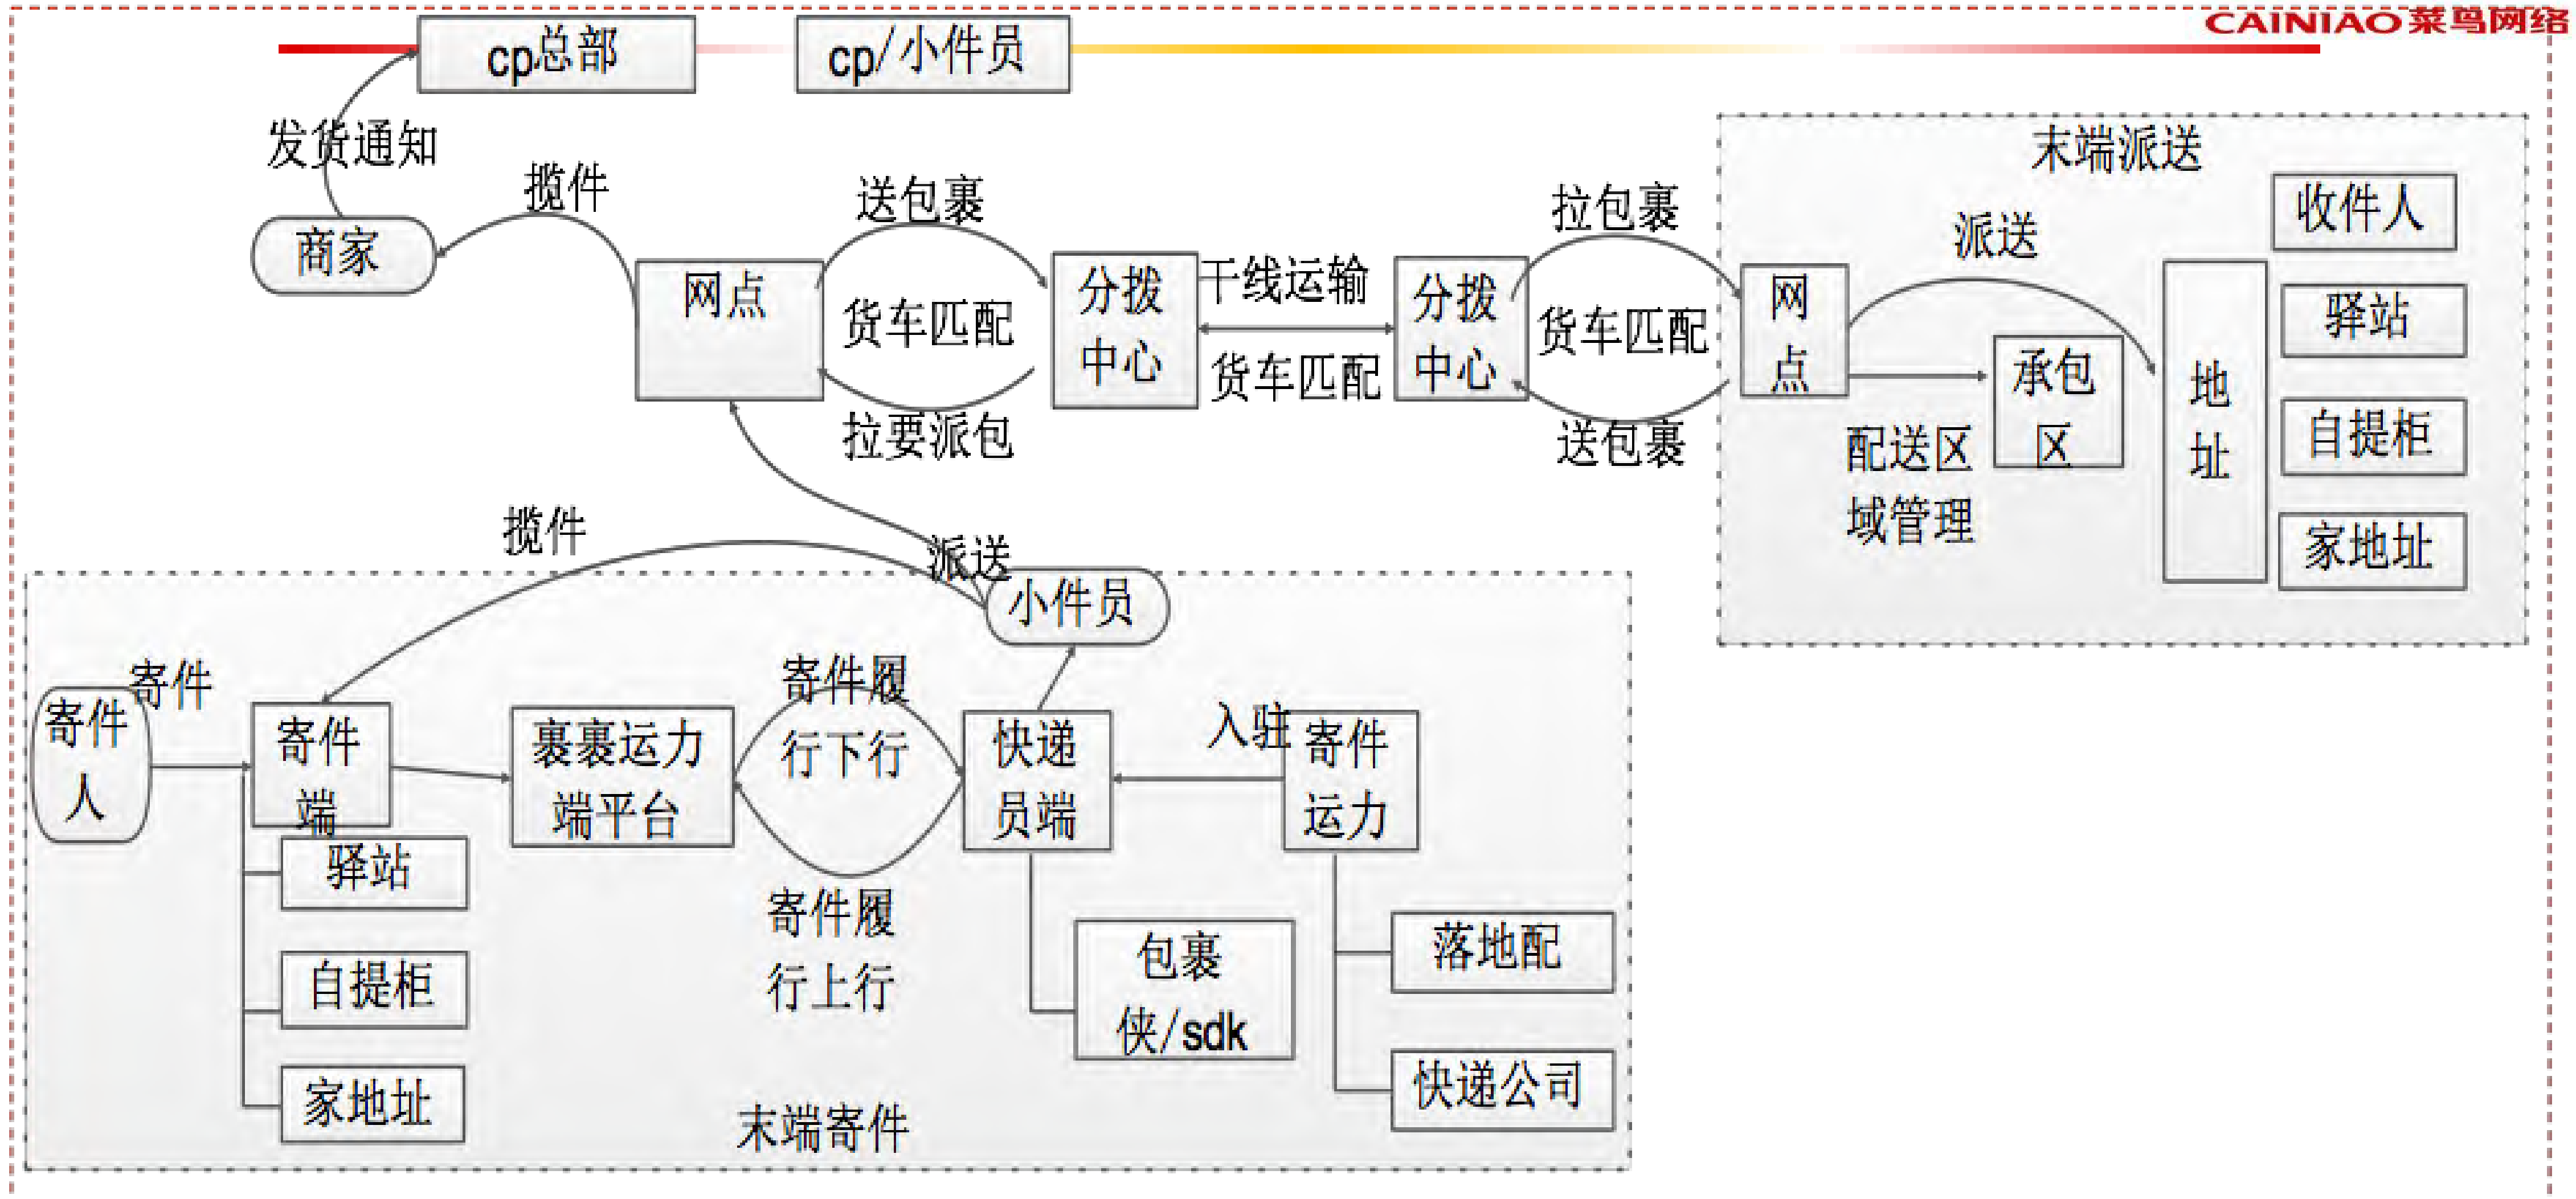 CAINIAO 菜鸟网络
cp总部
cp/小件员
发货通知
商家
揽件
网点
送包裹
货车匹配
拉要派包
分拨
中心
干线运输
货车匹配
分拨
中心
拉包裹
货车匹配
送包裹
末端派送
网
点
派送
承包
区
配送区
域管理
地
址
收件人
驿站
自提柜
家地址
揽件
派送
小件员
寄件
人
寄件
寄件
端
驿站
自提柜
家地址
裹裹运力
端平台
寄件履
行下行
寄件履
行上行
快递
员端
包裹
侠/sdk
入驻
寄件
运力
落地配
快递公司
末端寄件